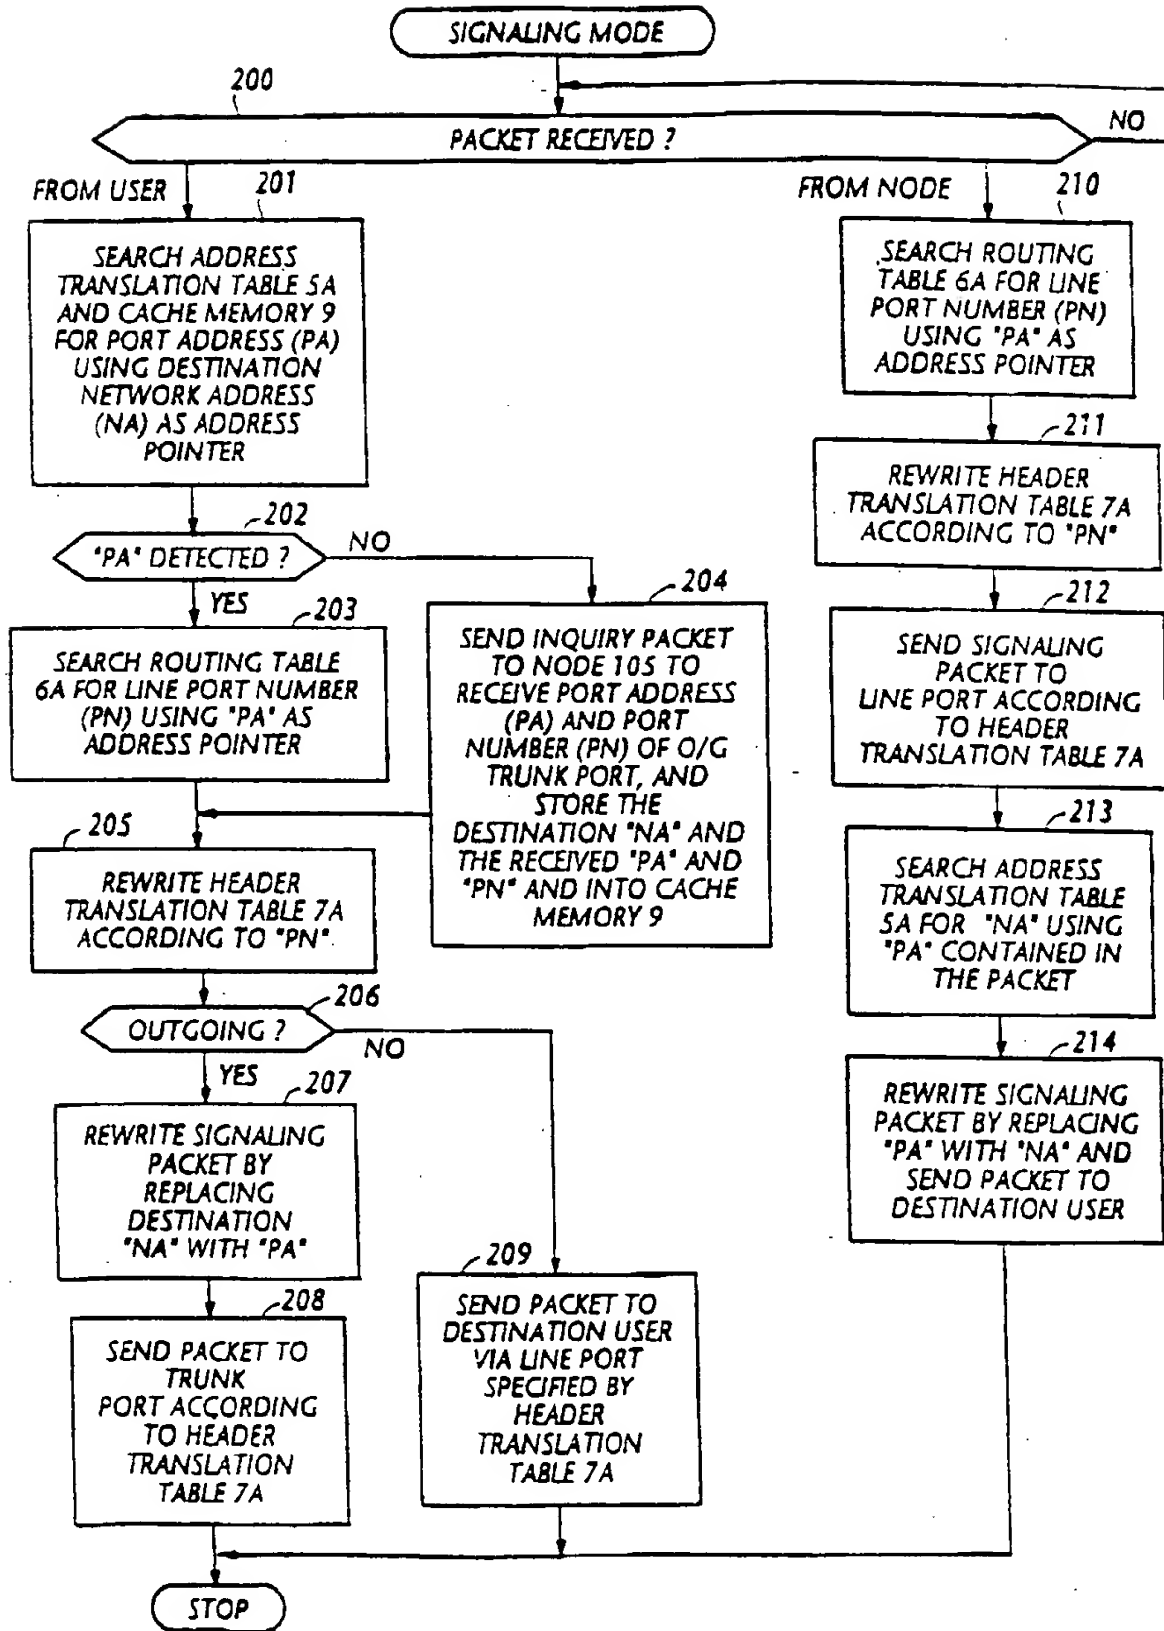 SIGNALING MODE
200
PACKET RECEIVED ?
NO
FROM USER
201
SEARCH ADDRESS
TRANSLATION TABLE 5A
AND CACHE MEMORY 9
FOR PORT ADDRESS (PA)
USING DESTINATION
NETWORK ADDRESS
(NA) AS ADDRESS
POINTER
202
"PA" DETECTED ?
NO
YES
203
SEARCH ROUTING TABLE
6A FOR LINE PORT NUMBER
(PN) USING "PA" AS
ADDRESS POINTER
204
SEND INQUIRY PACKET
TO NODE 105 TO
RECEIVE PORT ADDRESS
(PA) AND PORT
NUMBER (PN) OF O/G
TRUNK PORT, AND
STORE THE
DESTINATION "NA" AND
THE RECEIVED "PA" AND
"PN" AND INTO CACHE
MEMORY 9
205
REWRITE HEADER
TRANSLATION TABLE 7A
ACCORDING TO "PN"
206
OUTGOING ?
NO
YES
207
REWRITE SIGNALING
PACKET BY
REPLACING
DESTINATION
"NA" WITH "PA"
208
SEND PACKET TO
TRUNK
PORT ACCORDING
TO HEADER
TRANSLATION
TABLE 7A
209
SEND PACKET TO
DESTINATION USER
VIA LINE PORT
SPECIFIED BY
HEADER
TRANSLATION
TABLE 7A
FROM NODE
210
SEARCH ROUTING
TABLE 6A FOR LINE
PORT NUMBER (PN)
USING "PA" AS
ADDRESS POINTER
211
REWRITE HEADER
TRANSLATION TABLE 7A
ACCORDING TO "PN"
212
SEND SIGNALING
PACKET TO
LINE PORT ACCORDING
TO HEADER
TRANSLATION TABLE 7A
213
SEARCH ADDRESS
TRANSLATION TABLE
5A FOR "NA" USING
"PA" CONTAINED IN
THE PACKET
214
REWRITE SIGNALING
PACKET BY REPLACING
"PA" WITH "NA" AND
SEND PACKET TO
DESTINATION USER
STOP